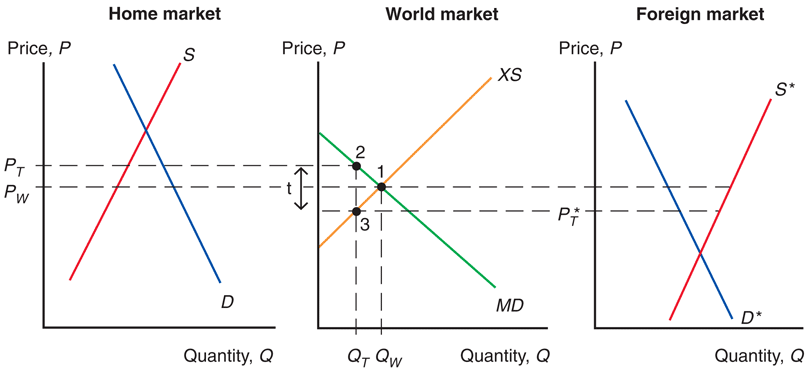 Home market
World market
Foreign market
Price, P
Price, P
Price, P
S
XS
S*
2
1
P_T
P_W
t
3
P_T*
D
MD
D*
Quantity, Q
Q_T Q_W
Quantity, Q
Quantity, Q